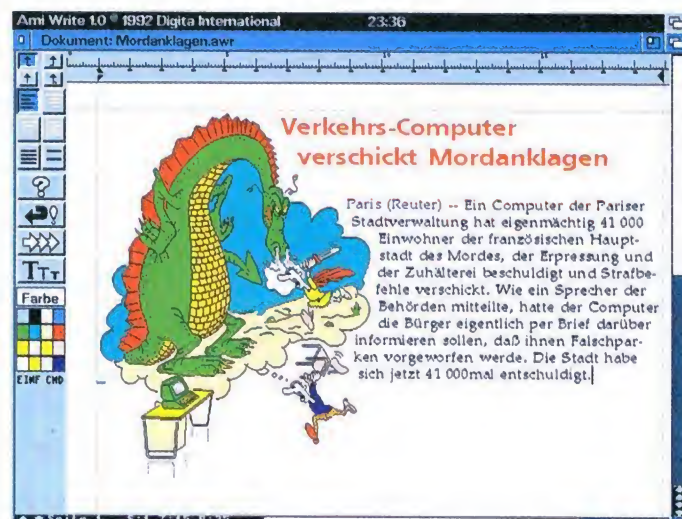 Ami Write 1.0 © 1992 Digita International 23:36
Dokument: Mordanklagen.awr
Farbe
EINF CMD
Verkehrs-Computer
verschickt Mordanklagen
Paris (Reuter) -- Ein Computer der Pariser
Stadtverwaltung hat eigenmächtig 41 000
Einwohner der französischen Haupt-
stadt des Mordes, der Erpressung und
der Zuhälterei beschuldigt und Strafbe-
fehle verschickt. Wie ein Sprecher der
Behörden mitteilte, hatte der Computer
die Bürger eigentlich per Brief darüber
informieren sollen, daß ihnen Falschpar-
ken vorgeworfen werde. Die Stadt habe
sich jetzt 41 000mal entschuldigt.